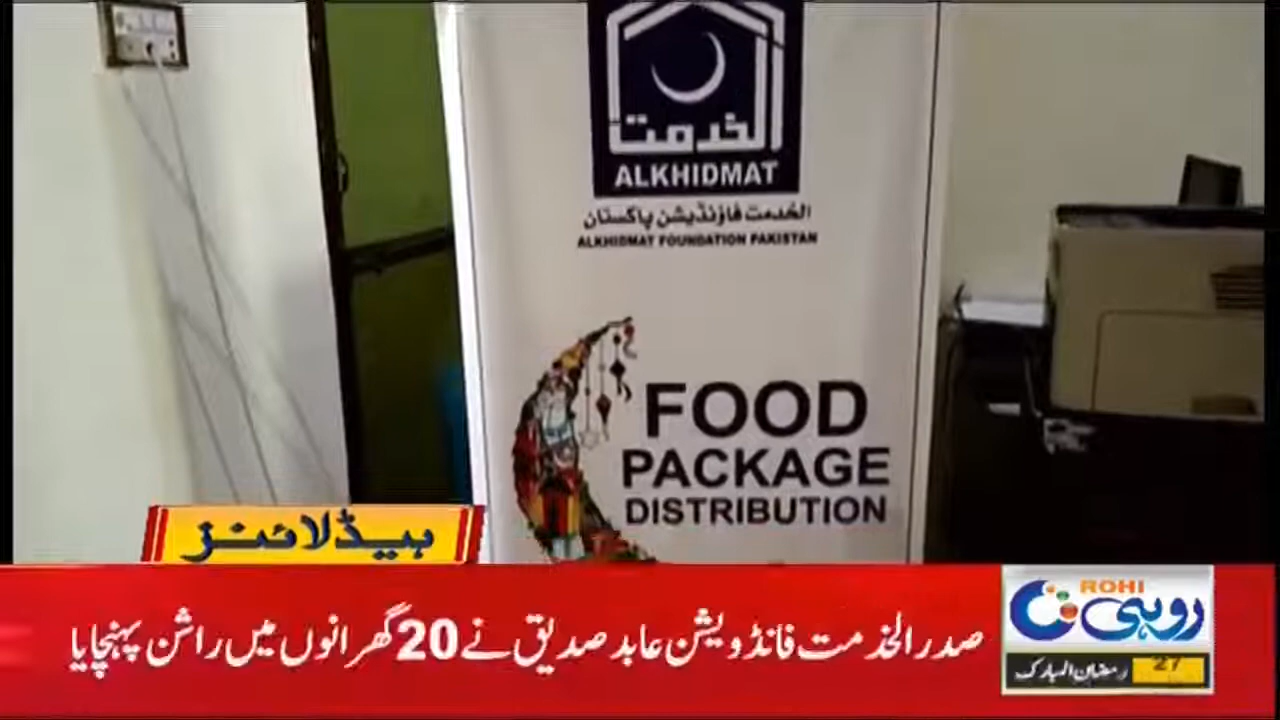 الخدمت
ALKHIDMAT
الخدمت فاؤنڈیشن پاکستان
ALKHIDMAT FOUNDATION PAKISTAN
FOOD
PACKAGE
DISTRIBUTION
ہیڈلائنز
صدر الخدمت فانڈویشن عابد صدیق نے 20 گھرانوں میں راشن پہنچایا
ROHI
روہی
27 رمضان المبارک